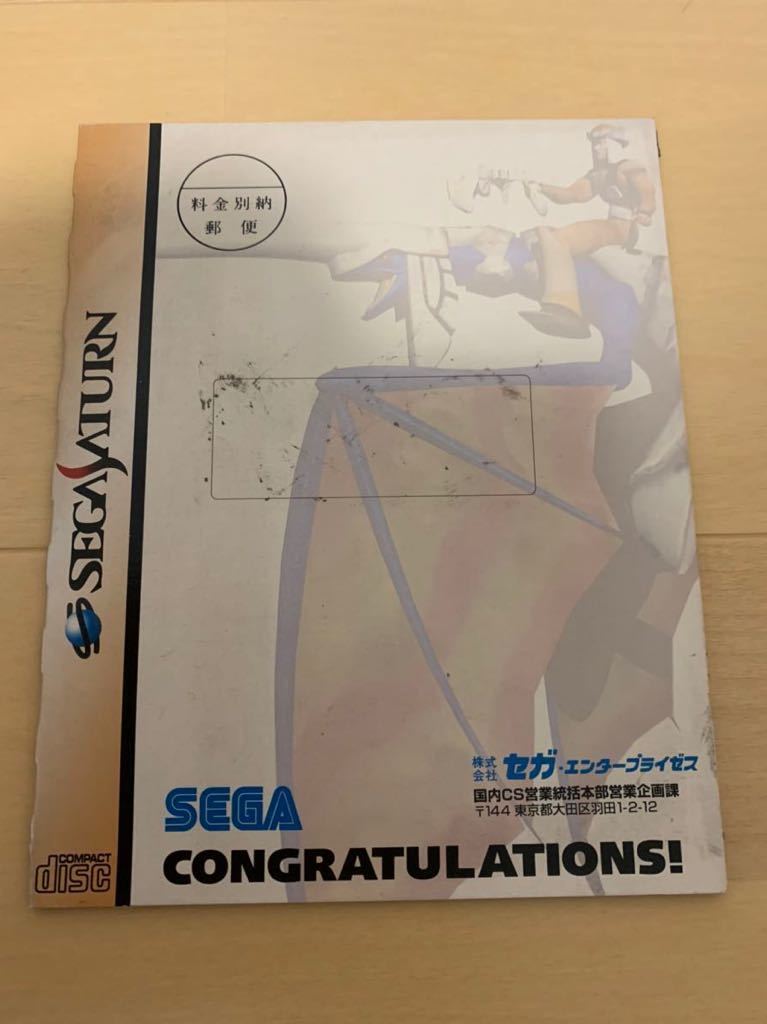 料金別納
郵便
SEGA SATURN
COMPACT
disc
株式会社 セガ・エンタープライゼス
国内CS営業統括本部営業企画課
〒144 東京都大田区羽田1-2-12
SEGA
CONGRATULATIONS!